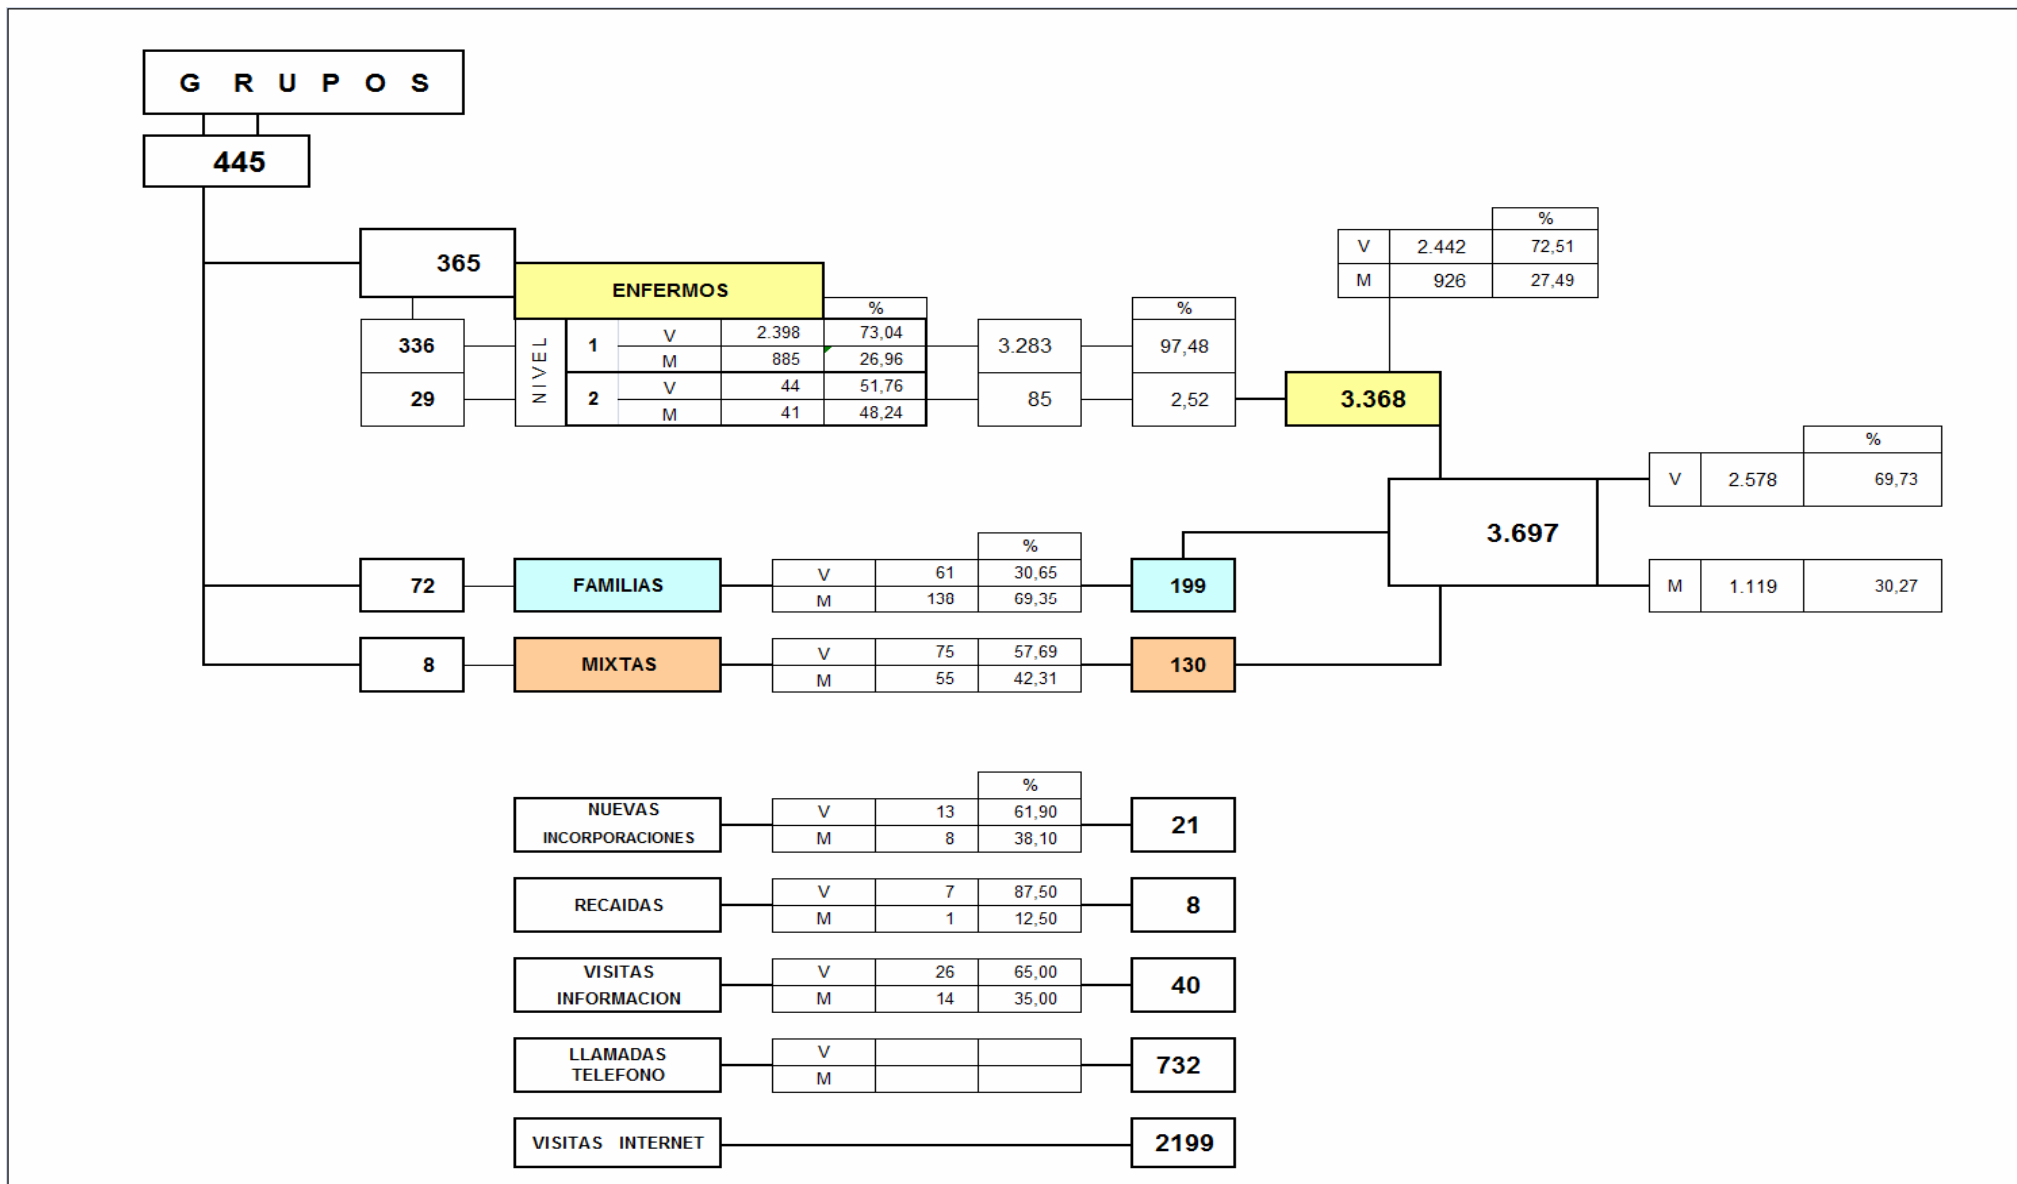 G R U P O S
445
%
V 2.442 72,51
365
M 926 27,49
ENFERMOS
% %
336 NIVEL 1 V 2.398 73,04 3.283 97,48
M 885 26,96
29 2 V 44 51,76 85 2,52 3.368
M 41 48,24
%
V 2.578 69,73
3.697
%
72 FAMILIAS V 61 30,65 199
M 138 69,35
M 1.119 30,27
8 MIXTAS V 75 57,69 130
M 55 42,31
%
NUEVAS V 13 61,90 21
INCORPORACIONES M 8 38,10
RECAIDAS V 7 87,50 8
M 1 12,50
VISITAS V 26 65,00 40
INFORMACION M 14 35,00
LLAMADAS V 732
TELEFONO M
VISITAS INTERNET 2199